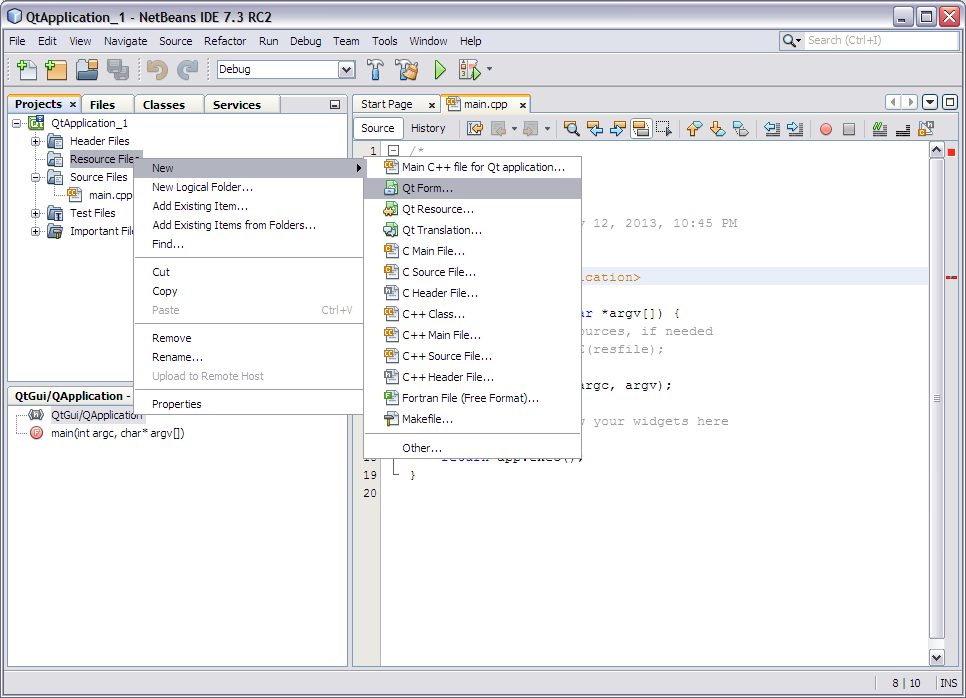 QtApplication_1 - NetBeans IDE 7.3 RC2
File Edit View Navigate Source Refactor Run Debug Team Tools Window Help
Search (Ctrl+I)
Debug
Projects × Files Classes Services
Start Page × main.cpp ×
Source History
QtApplication_1
Header Files
Resource Files
Source Files
main.cpp
Test Files
Important Fil
New
New Logical Folder...
Add Existing Item...
Add Existing Items from Folders...
Find...
Cut
Copy
Paste Ctrl+V
Remove
Rename...
Upload to Remote Host
Properties
Main C++ file for Qt application...
Qt Form...
Qt Resource...
Qt Translation...
C Main File...
C Source File...
C Header File...
C++ Class...
C++ Main File...
C++ Source File...
C++ Header File...
Fortran File (Free Format)...
Makefile...
Other...
1 /*
12, 2013, 10:45 PM
ication>
ar *argv[]) {
ources, if needed
(resfile);
argc, argv);
your widgets here
return app.exec();
19 }
20
QtGui/QApplication -
QtGui/QApplication
main(int argc, char* argv[])
8 | 10 INS